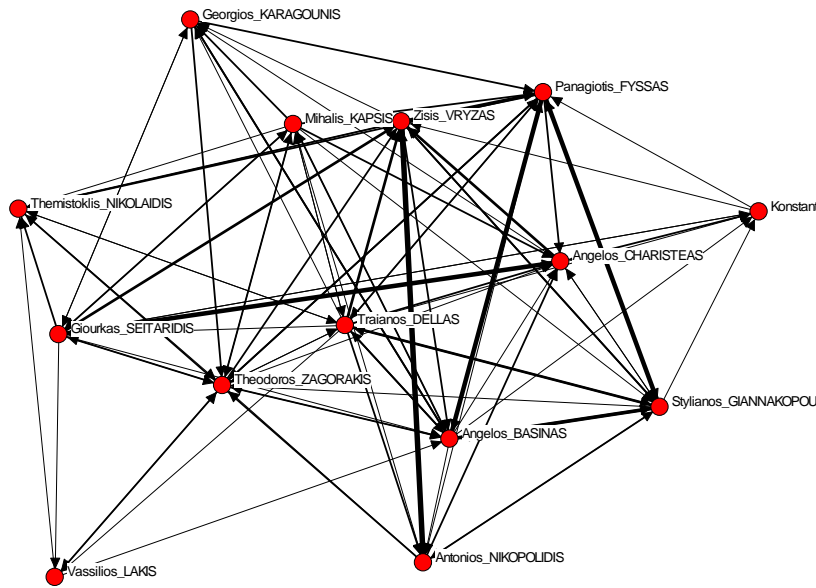 Georgios_KARAGOUNIS
Panagiotis_FYSSAS
Mihalis_KAPSIS
Zisis_VRYZAS
Themistoklis_NIKOLAIDIS
Konstant
Angelos_CHARISTEAS
Giourkas_SEITARIDIS
Traianos_DELLAS
Theodoros_ZAGORAKIS
Stylianos_GIANNAKOPOU
Angelos_BASINAS
Antonios_NIKOPOLIDIS
Vassilios_LAKIS